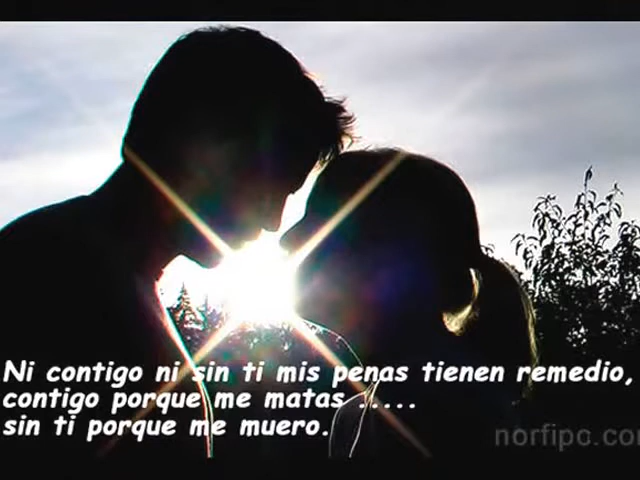 Ni contigo ni sin ti mis penas tienen remedio,
contigo porque me matas .....
sin ti porque me muero.
norfipc.com